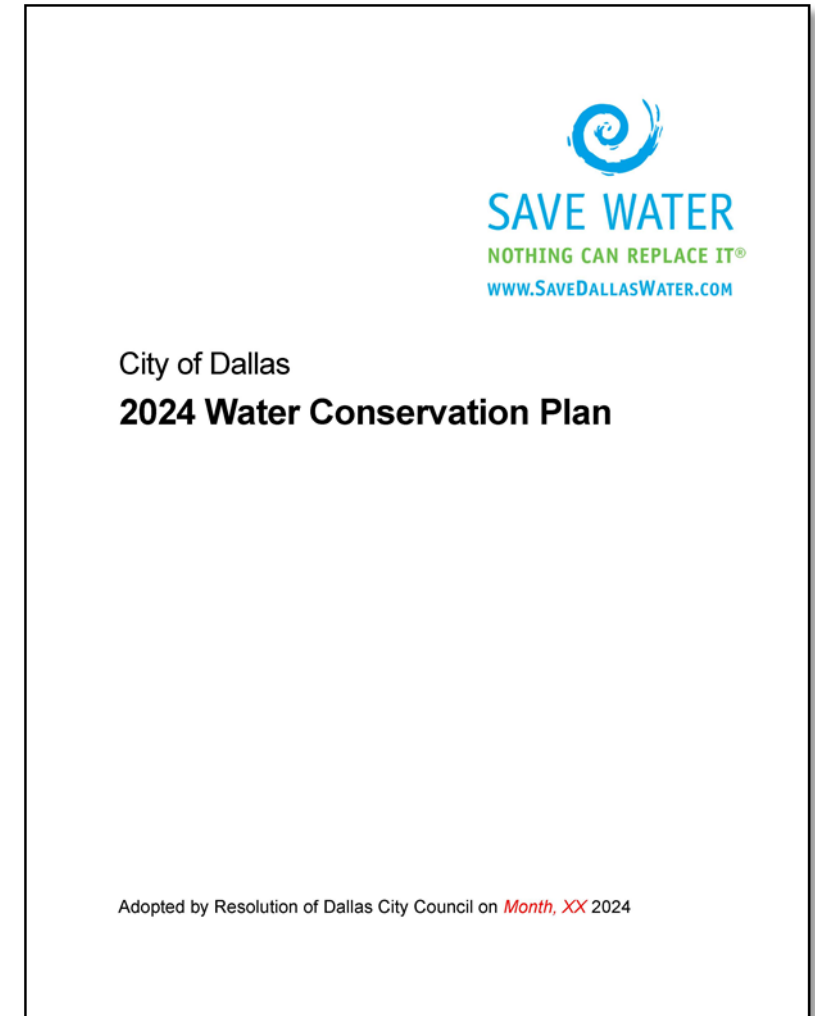 SAVE WATER
NOTHING CAN REPLACE IT®
WWW.SAVEDALLASWATER.COM
City of Dallas
2024 Water Conservation Plan
Adopted by Resolution of Dallas City Council on Month, XX 2024